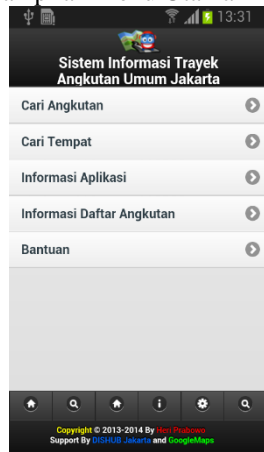 13:31
Sistem Informasi Trayek
Angkutan Umum Jakarta
Cari Angkutan
Cari Tempat
Informasi Aplikasi
Informasi Daftar Angkutan
Bantuan
Copyright © 2013-2014 By Heri Prabowo
Support By DISHUB Jakarta and GoogleMaps